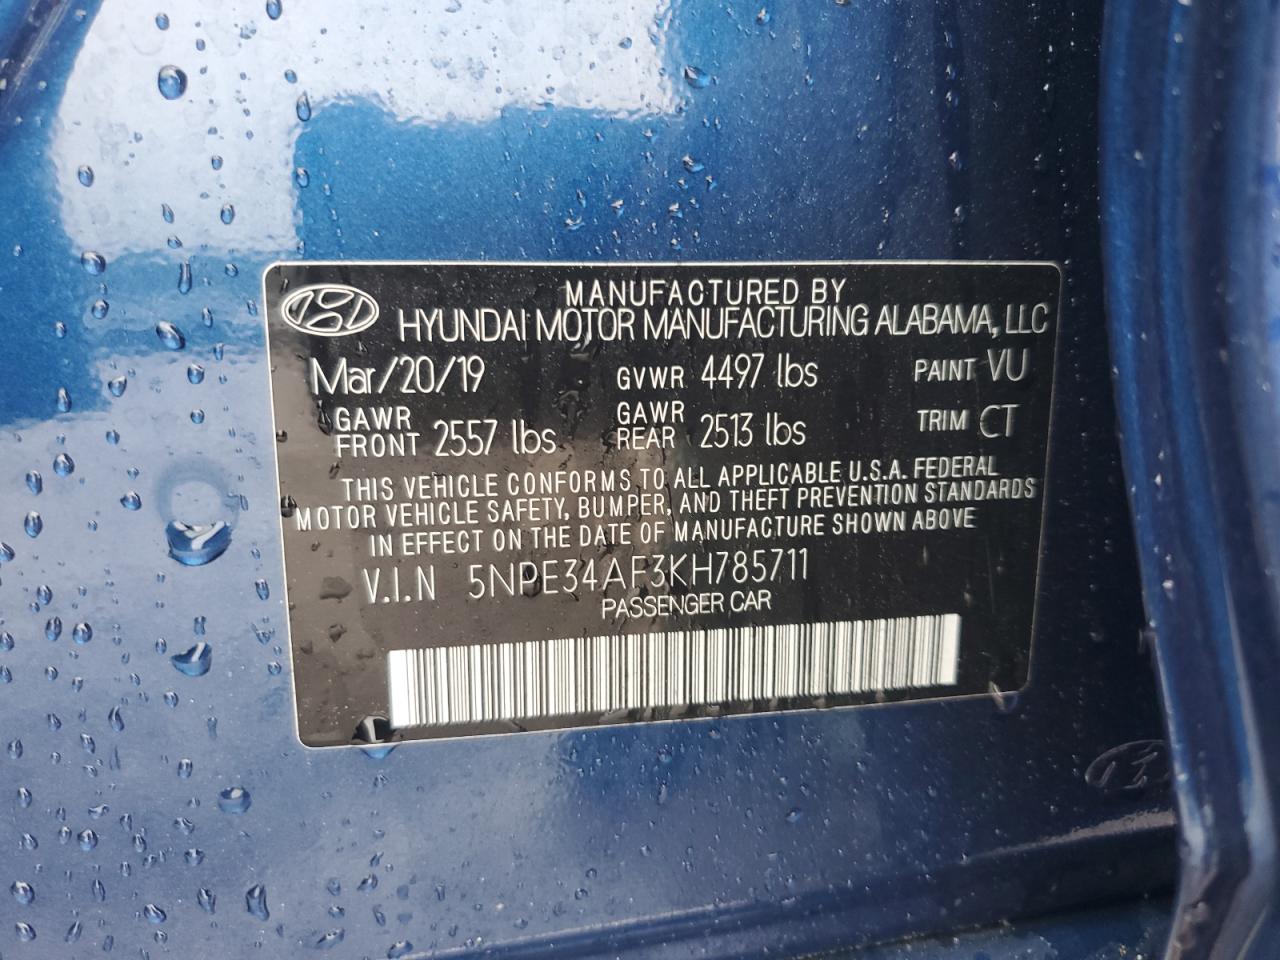 MANUFACTURED BY
HYUNDAI MOTOR MANUFACTURING ALABAMA, LLC
Mar/20/19 GVWR 4497 lbs PAINT VU
GAWR FRONT 2557 lbs GAWR REAR 2513 lbs TRIM CT
THIS VEHICLE CONFORMS TO ALL APPLICABLE U.S.A. FEDERAL
MOTOR VEHICLE SAFETY, BUMPER, AND THEFT PREVENTION STANDARDS
IN EFFECT ON THE DATE OF MANUFACTURE SHOWN ABOVE
V.I.N 5NPE34AF3KH785711
PASSENGER CAR